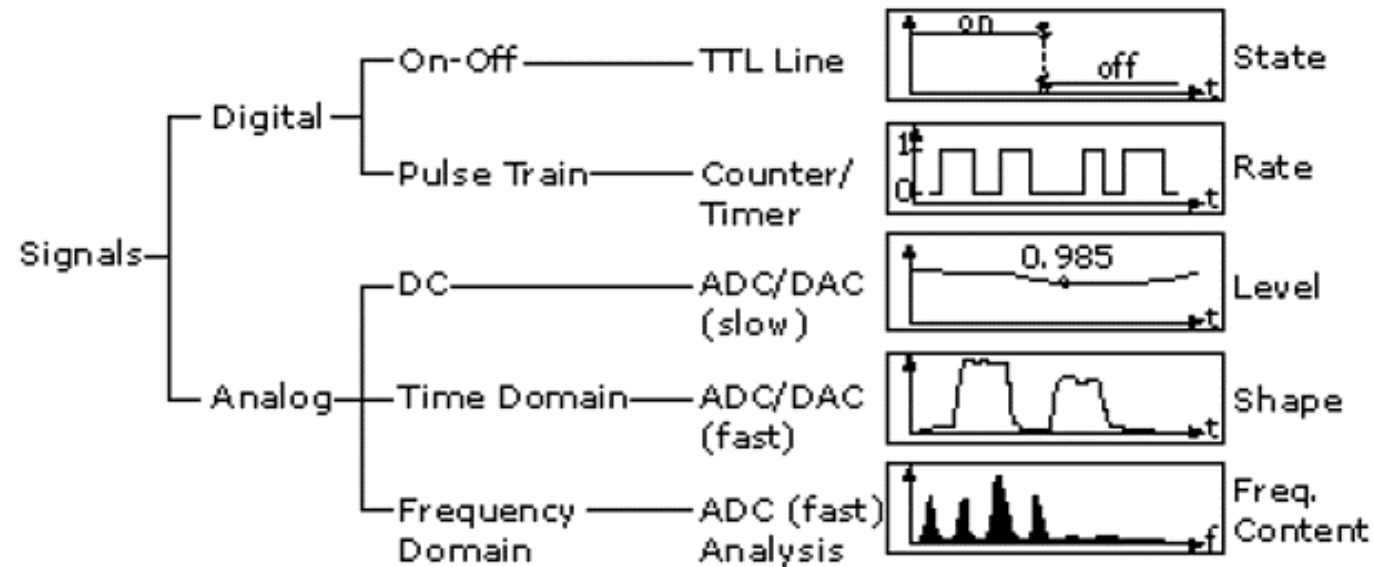 Signals
Digital
On-Off
TTL Line
on
off
t
State
Pulse Train
Counter/
Timer
1
0
t
Rate
Analog
DC
ADC/DAC
(slow)
0.985
t
Level
Time Domain
ADC/DAC
(fast)
t
Shape
Frequency
Domain
ADC (fast)
Analysis
f
Freq.
Content